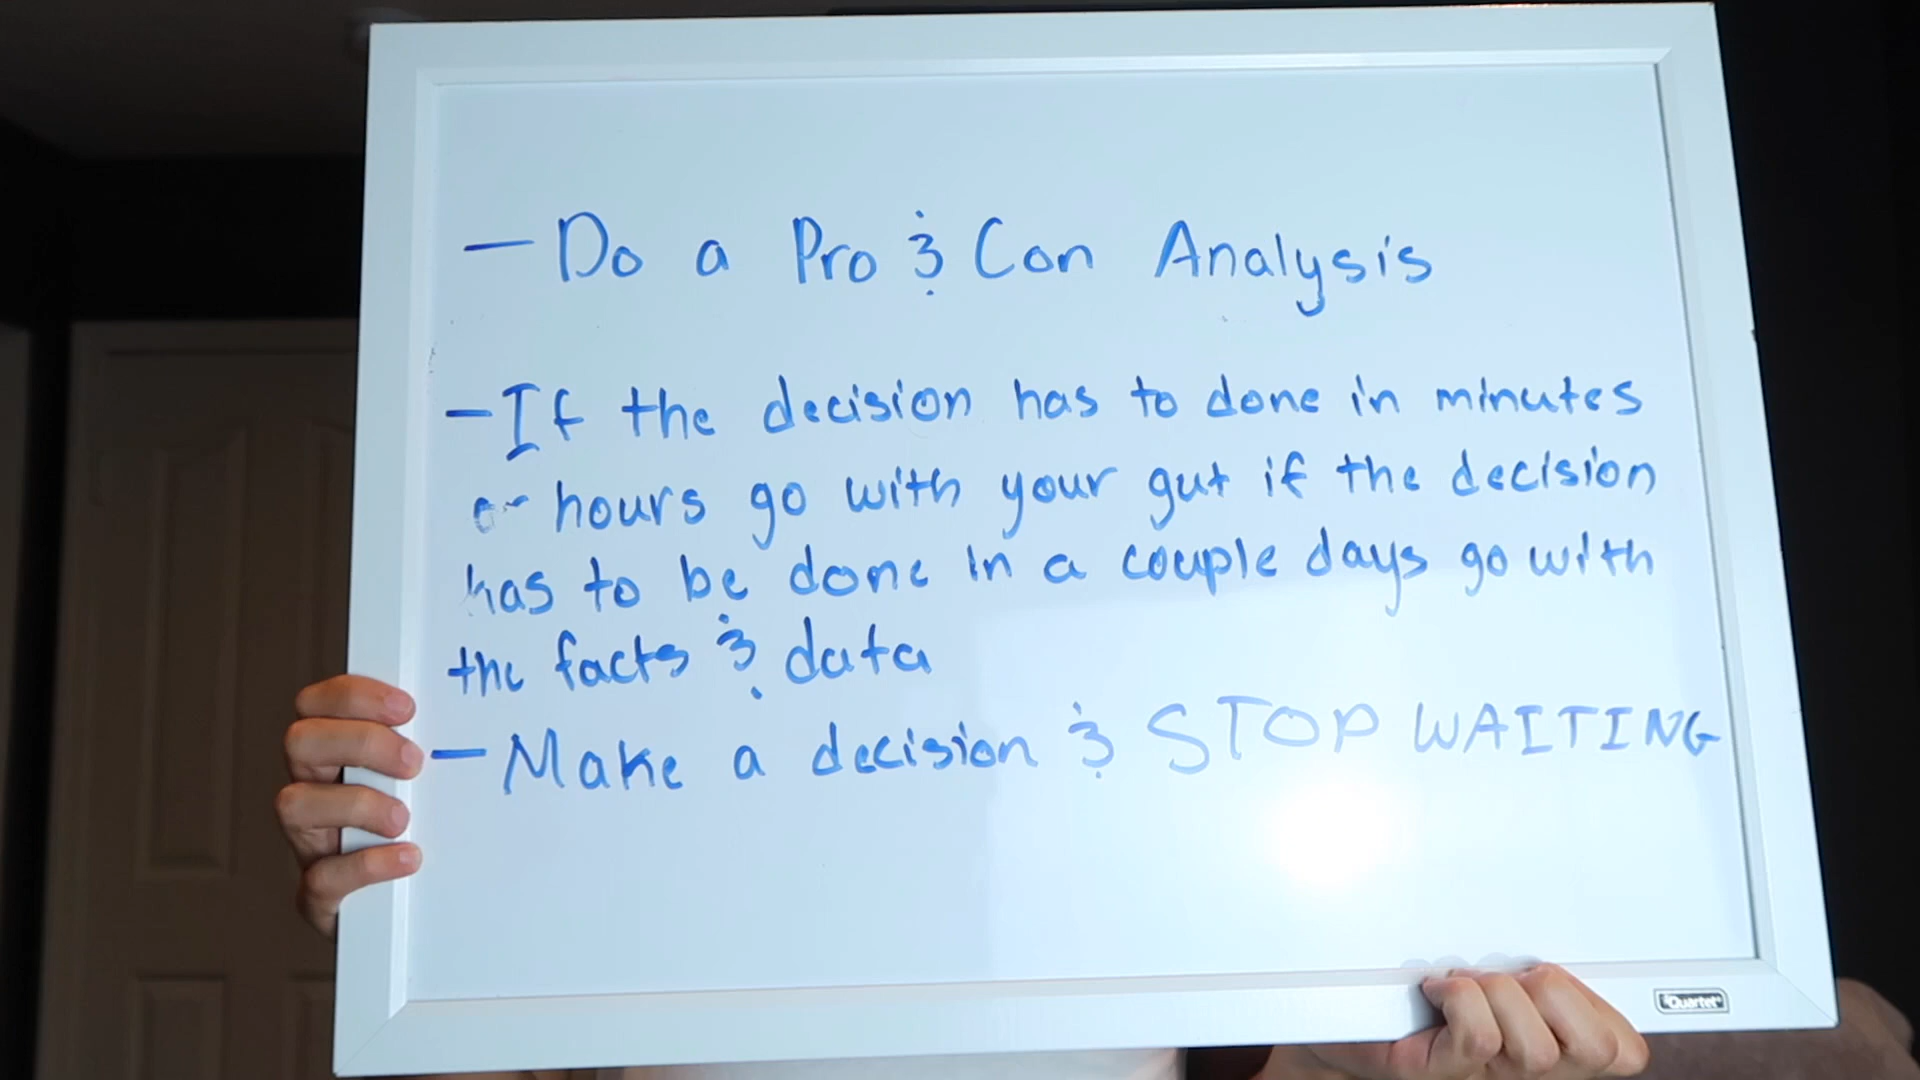 - Do a Pro & Con Analysis
- If the decision has to done in minutes
or hours go with your gut if the decision
has to be done in a couple days go with
the facts & data
- Make a decision & STOP WAITING
Quartet